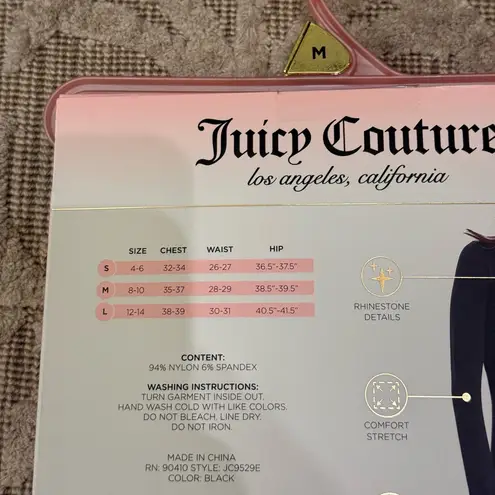 M
Juicy Couture
los angeles, california
SIZE CHEST WAIST HIP
S 4-6 32-34 26-27 36.5"-37.5"
M 8-10 35-37 28-29 38.5"-39.5"
L 12-14 38-39 30-31 40.5"-41.5"
RHINESTONE
DETAILS
CONTENT:
94% NYLON 6% SPANDEX
WASHING INSTRUCTIONS:
TURN GARMENT INSIDE OUT.
HAND WASH COLD WITH LIKE COLORS.
DO NOT BLEACH. LINE DRY.
DO NOT IRON.
COMFORT
STRETCH
MADE IN CHINA
RN: 90410 STYLE: JC9529E
COLOR: BLACK